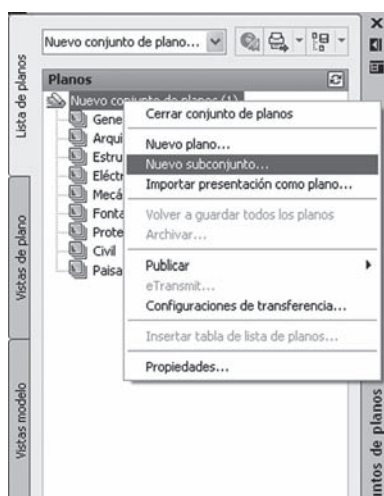 Nuevo conjunto de plano...
Planos
Nuevo conjunto de planos (1)
Gene
Arqui
Estru
Eléctr
Mecá
Fonta
Prote
Civil
Paisa
Cerrar conjunto de planos
Nuevo plano...
Nuevo subconjunto...
Importar presentación como plano...
Volver a guardar todos los planos
Archivar...
Publicar
eTransmit...
Configuraciones de transferencia...
Insertar tabla de lista de planos...
Propiedades...
Lista de planos
Vistas de plano
Vistas modelo
ntos de planos